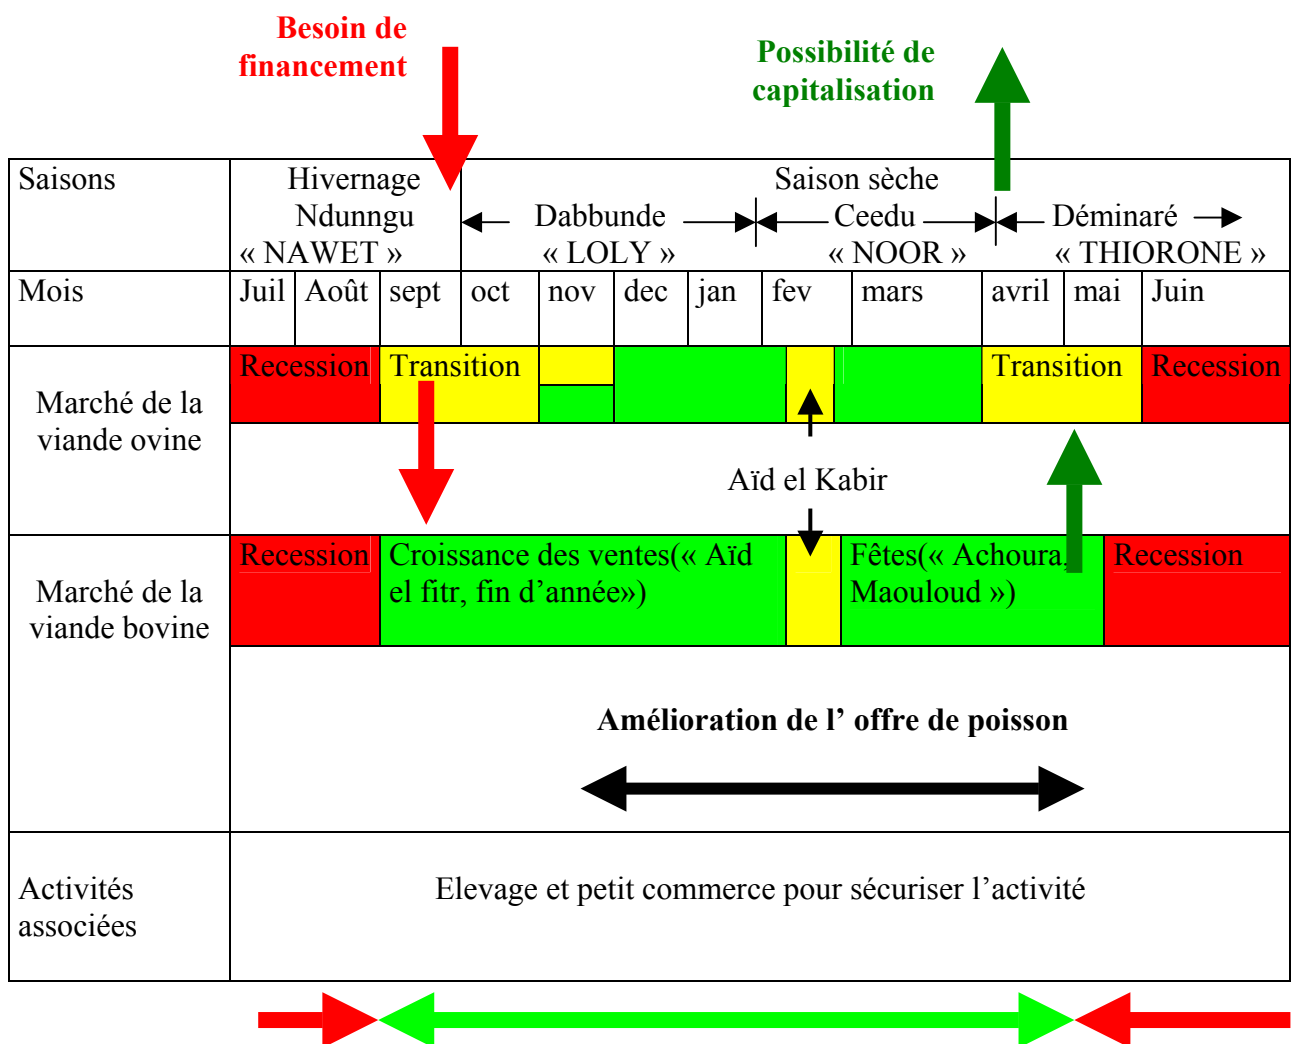 Besoin de
financement
Possibilité de
capitalisation
Saisons
Hivernage
Ndunngu
« NAWET »
Saison sèche
Dabbunde
« LOLY »
Ceedu
« NOOR »
Déminaré
« THIORONE »
Mois
Juil
Août
sept
oct
nov
dec
jan
fev
mars
avril
mai
Juin
Marché de la
viande ovine
Recession
Transition
Transition
Recession
Aïd el Kabir
Marché de la
viande bovine
Recession
Croissance des ventes(« Aïd
el fitr, fin d’année»)
Fêtes(« Achoura,
Maouloud »)
Recession
Amélioration de l’ offre de poisson
Activités
associées
Elevage et petit commerce pour sécuriser l’activité